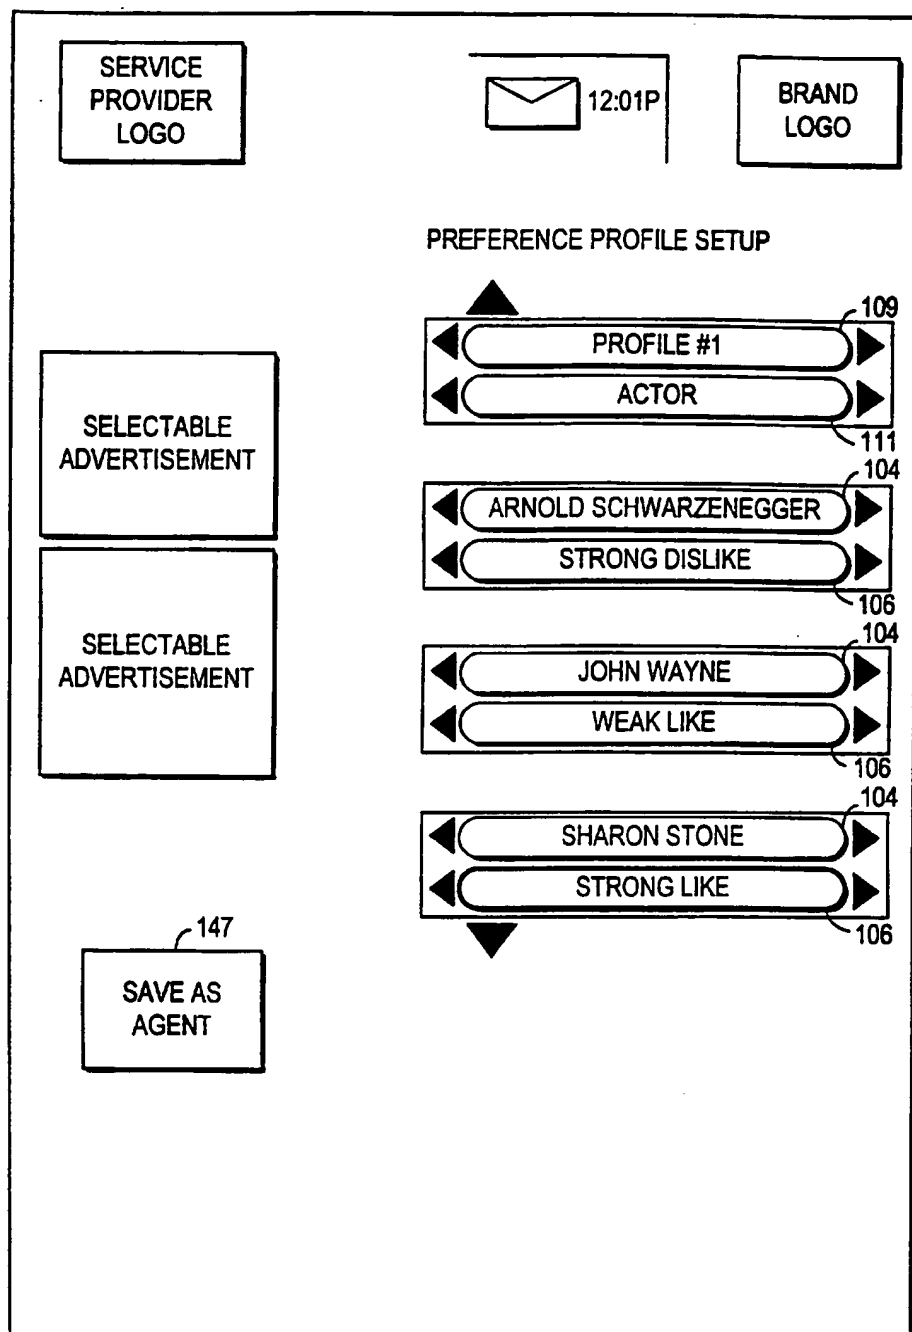 SERVICE
PROVIDER
LOGO
12:01P
BRAND
LOGO
PREFERENCE PROFILE SETUP
109
PROFILE #1
ACTOR
111
SELECTABLE
ADVERTISEMENT
104
ARNOLD SCHWARZENEGGER
STRONG DISLIKE
106
SELECTABLE
ADVERTISEMENT
104
JOHN WAYNE
WEAK LIKE
106
104
SHARON STONE
STRONG LIKE
106
147
SAVE AS
AGENT